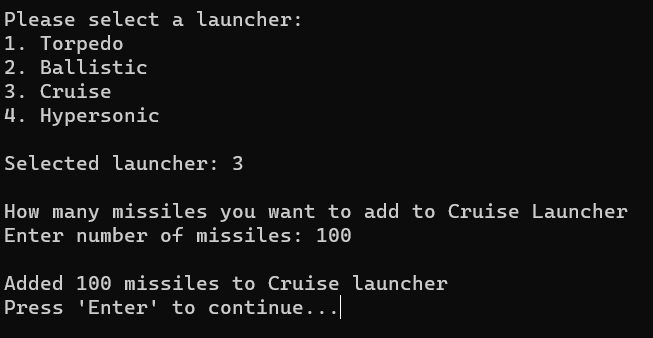 Please select a launcher:
1. Torpedo
2. Ballistic
3. Cruise
4. Hypersonic
Selected launcher: 3
How many missiles you want to add to Cruise Launcher
Enter number of missiles: 100
Added 100 missiles to Cruise launcher
Press 'Enter' to continue...